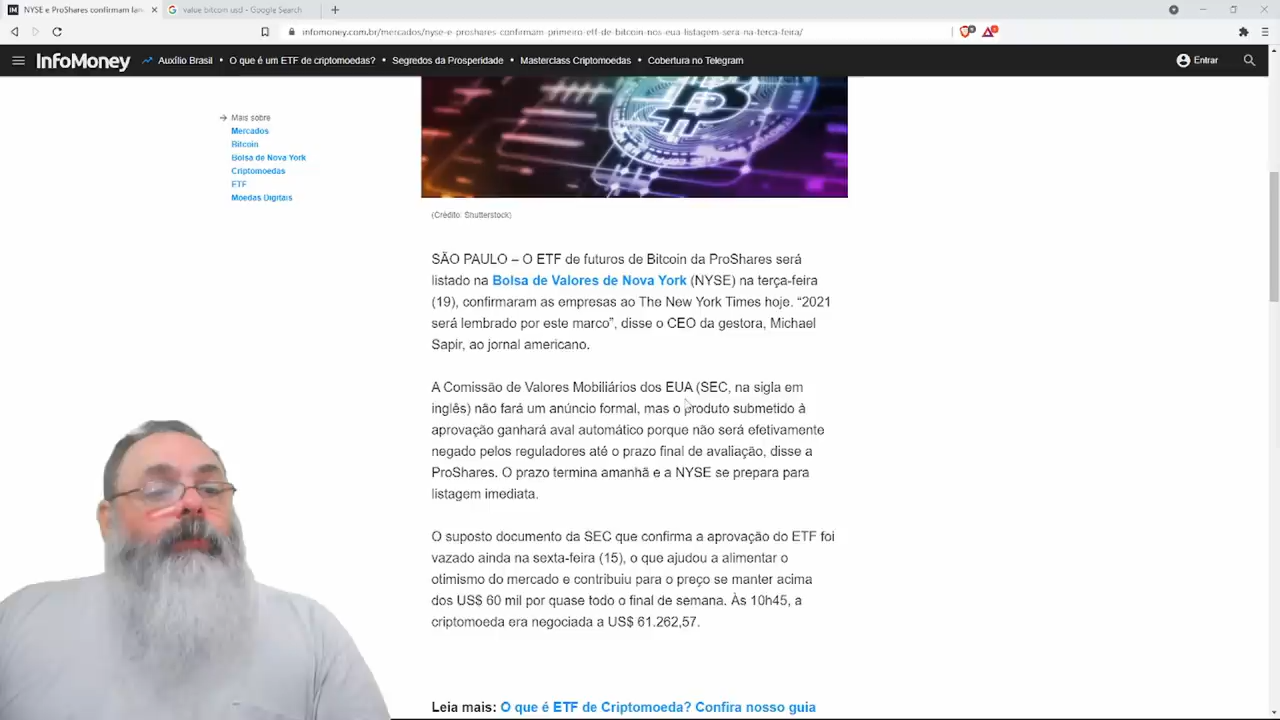 NYSE e ProShares confirmam lan
value bitcoin usd - Google Search
infomoney.com.br/mercados/nyse-e-proshares-confirmam-primeiro-etf-de-bitcoin-nos-eua-listagem-sera-na-terca-feira/
InfoMoney
Auxílio Brasil • O que é um ETF de criptomoedas? • Segredos da Prosperidade • Masterclass Criptomoedas • Cobertura no Telegram
Entrar
Mais sobre
Mercados
Bitcoin
Bolsa de Nova York
Criptomoedas
ETF
Moedas Digitais
(Crédito: Shutterstock)
SÃO PAULO – O ETF de futuros de Bitcoin da ProShares será
listado na Bolsa de Valores de Nova York (NYSE) na terça-feira
(19), confirmaram as empresas ao The New York Times hoje. “2021
será lembrado por este marco”, disse o CEO da gestora, Michael
Sapir, ao jornal americano.
A Comissão de Valores Mobiliários dos EUA (SEC, na sigla em
inglês) não fará um anúncio formal, mas o produto submetido à
aprovação ganhará aval automático porque não será efetivamente
negado pelos reguladores até o prazo final de avaliação, disse a
ProShares. O prazo termina amanhã e a NYSE se prepara para
listagem imediata.
O suposto documento da SEC que confirma a aprovação do ETF foi
vazado ainda na sexta-feira (15), o que ajudou a alimentar o
otimismo do mercado e contribuiu para o preço se manter acima
dos US$ 60 mil por quase todo o final de semana. Às 10h45, a
criptomoeda era negociada a US$ 61.262,57.
Leia mais: O que é ETF de Criptomoeda? Confira nosso guia